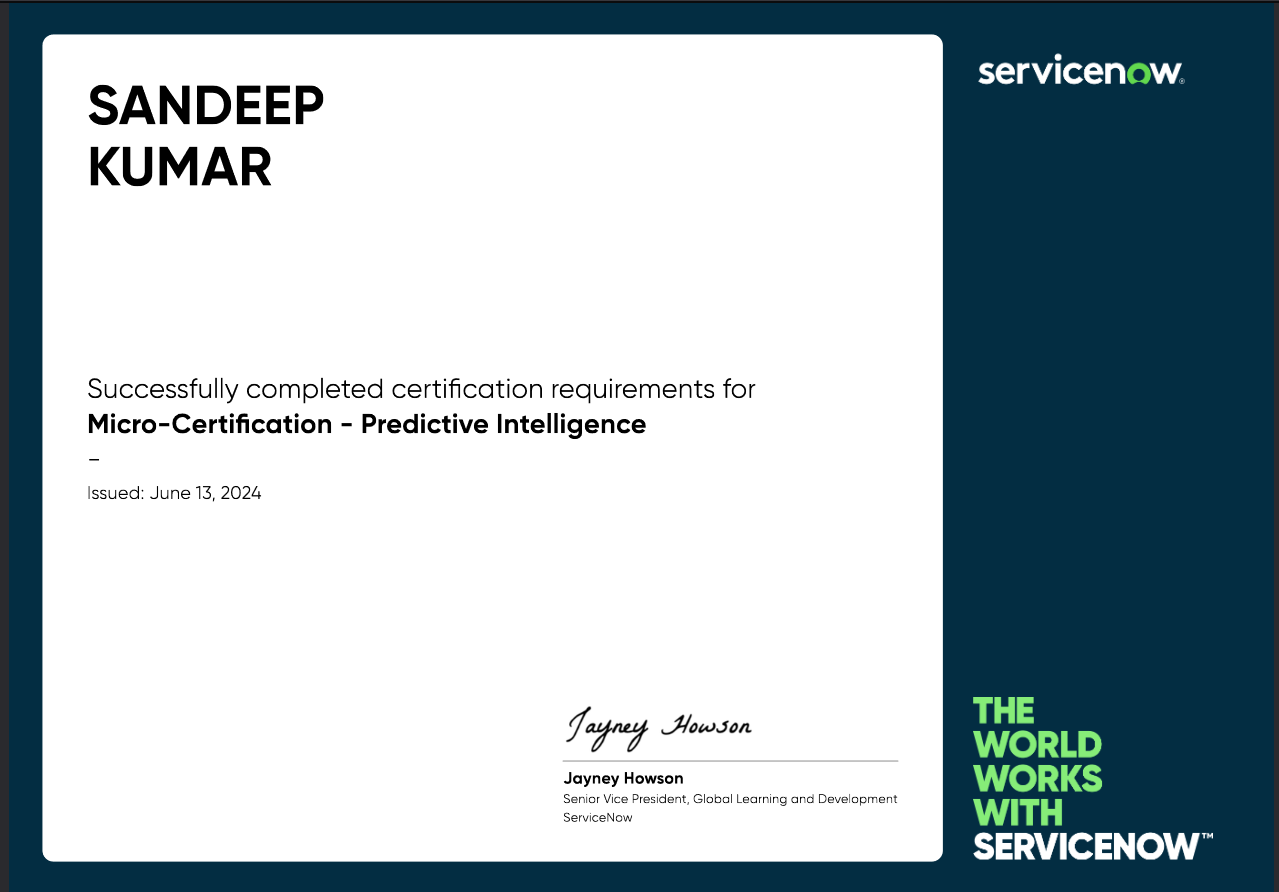 SANDEEP
KUMAR
servicenow®
Successfully completed certification requirements for
Micro-Certification - Predictive Intelligence
–
Issued: June 13, 2024
Jayney Howson
Jayney Howson
Senior Vice President, Global Learning and Development
ServiceNow
THE
WORLD
WORKS
WITH
SERVICENOW™